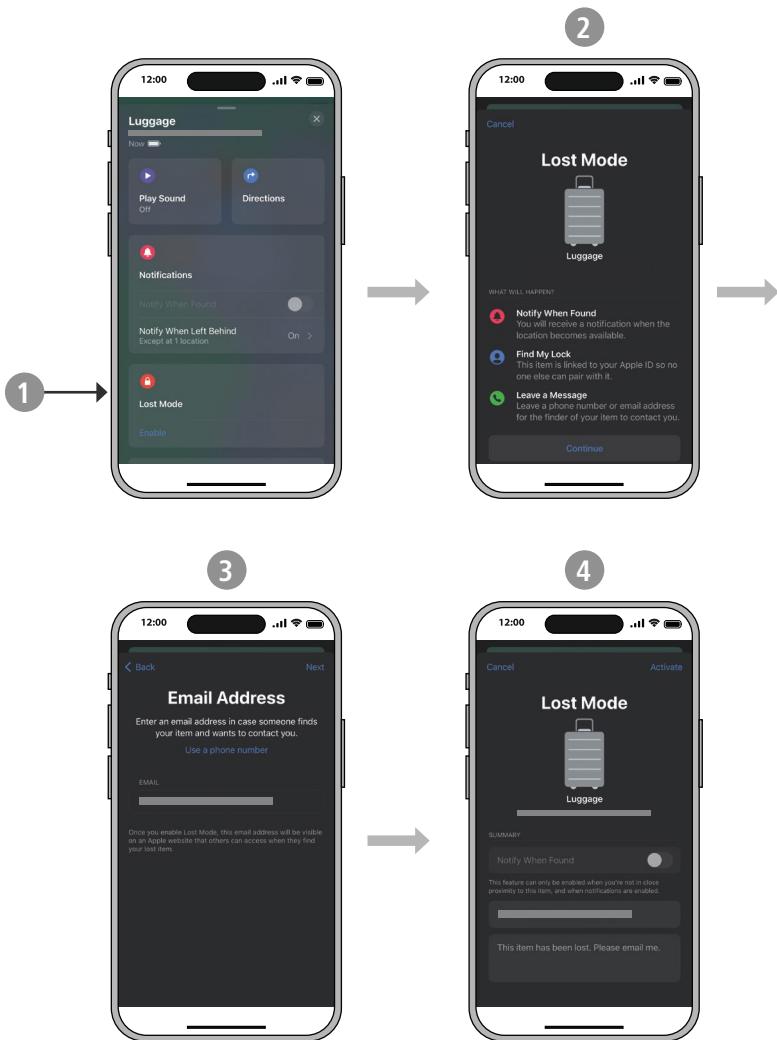 2
12:00
Luggage
Now
Play Sound
Off
Directions
Notifications
Notify When Found
Notify When Left Behind
Except at 1 location
On
1
Lost Mode
Enable
12:00
Cancel
Lost Mode
Luggage
WHAT WILL HAPPEN?
Notify When Found
You will receive a notification when the
location becomes available.
Find My Lock
This item is linked to your Apple ID so no
one else can pair with it.
Leave a Message
Leave a phone number or email address
for the finder of your item to contact you.
Continue
3
12:00
Back
Next
Email Address
Enter an email address in case someone finds
your item and wants to contact you.
Use a phone number
EMAIL
Once you enable Lost Mode, this email address will be visible
on an Apple website that others can access when they find
your lost item.
4
12:00
Cancel
Activate
Lost Mode
Luggage
SUMMARY
Notify When Found
This feature can only be enabled when you're not in close
proximity to this item, and when notifications are enabled.
This item has been lost. Please email me.